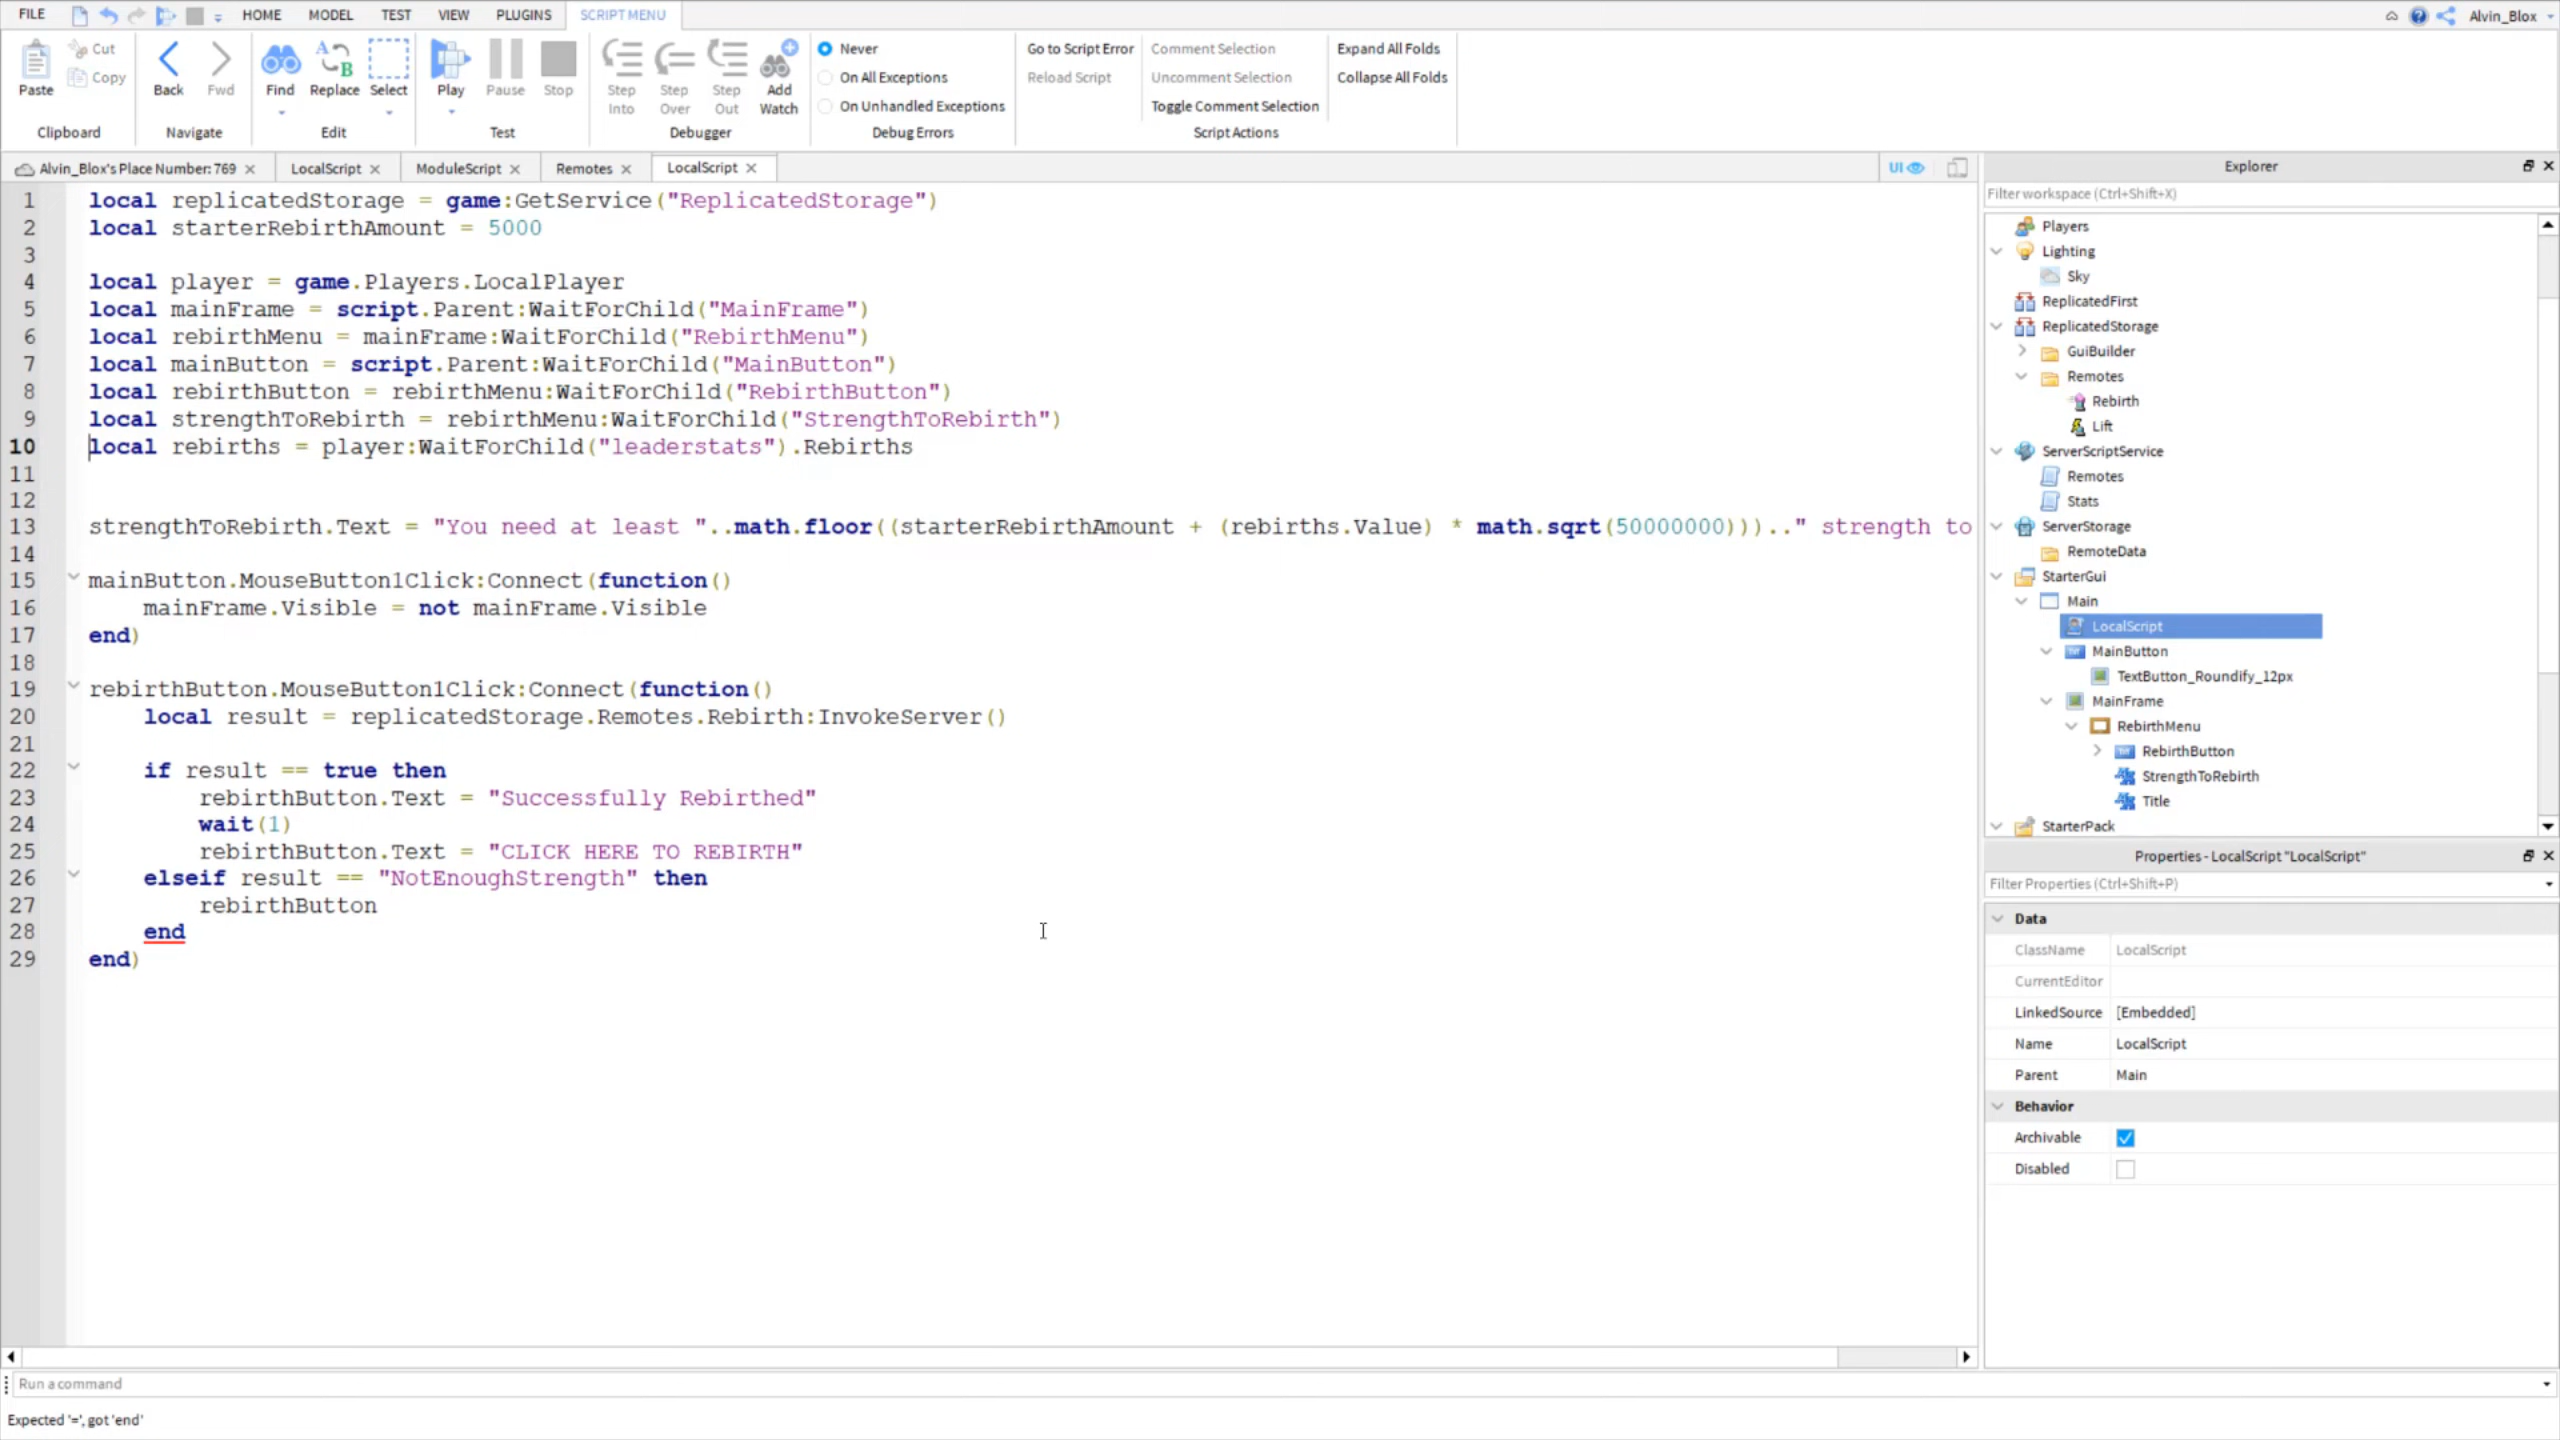 FILE HOME MODEL TEST VIEW PLUGINS SCRIPT MENU Alvin_Blox
Paste Cut Copy Clipboard
Back Fwd Navigate
Find Replace Select Edit
A B
Play Pause Stop Test
Step Into Step Over Step Out Add Watch Debugger
Never
On All Exceptions
On Unhandled Exceptions
Debug Errors
Go to Script Error
Reload Script
Comment Selection
Uncomment Selection
Toggle Comment Selection
Script Actions
Expand All Folds
Collapse All Folds
Alvin_Blox's Place Number: 769 LocalScript ModuleScript Remotes LocalScript UI
1 local replicatedStorage = game:GetService("ReplicatedStorage")
2 local starterRebirthAmount = 5000
3
4 local player = game.Players.LocalPlayer
5 local mainFrame = script.Parent:WaitForChild("MainFrame")
6 local rebirthMenu = mainFrame:WaitForChild("RebirthMenu")
7 local mainButton = script.Parent:WaitForChild("MainButton")
8 local rebirthButton = rebirthMenu:WaitForChild("RebirthButton")
9 local strengthToRebirth = rebirthMenu:WaitForChild("StrengthToRebirth")
10 local rebirths = player:WaitForChild("leaderstats").Rebirths
11
12
13 strengthToRebirth.Text = "You need at least "..math.floor((starterRebirthAmount + (rebirths.Value) * math.sqrt(50000000))).." strength to
14
15 mainButton.MouseButton1Click:Connect(function()
16 mainFrame.Visible = not mainFrame.Visible
17 end)
18
19 rebirthButton.MouseButton1Click:Connect(function()
20 local result = replicatedStorage.Remotes.Rebirth:InvokeServer()
21
22 if result == true then
23 rebirthButton.Text = "Successfully Rebirthed"
24 wait(1)
25 rebirthButton.Text = "CLICK HERE TO REBIRTH"
26 elseif result == "NotEnoughStrength" then
27 rebirthButton
28 end
29 end)
Explorer
Filter workspace (Ctrl+Shift+X)
Players
Lighting
Sky
ReplicatedFirst
ReplicatedStorage
GuiBuilder
Remotes
Rebirth
Lift
ServerScriptService
Remotes
Stats
ServerStorage
RemoteData
StarterGui
Main
LocalScript
MainButton
TextButton_Roundify_12px
MainFrame
RebirthMenu
RebirthButton
StrengthToRebirth
Title
StarterPack
Properties - LocalScript "LocalScript"
Filter Properties (Ctrl+Shift+P)
Data
ClassName LocalScript
CurrentEditor
LinkedSource [Embedded]
Name LocalScript
Parent Main
Behavior
Archivable
Disabled
Run a command
Expected '=', got 'end'